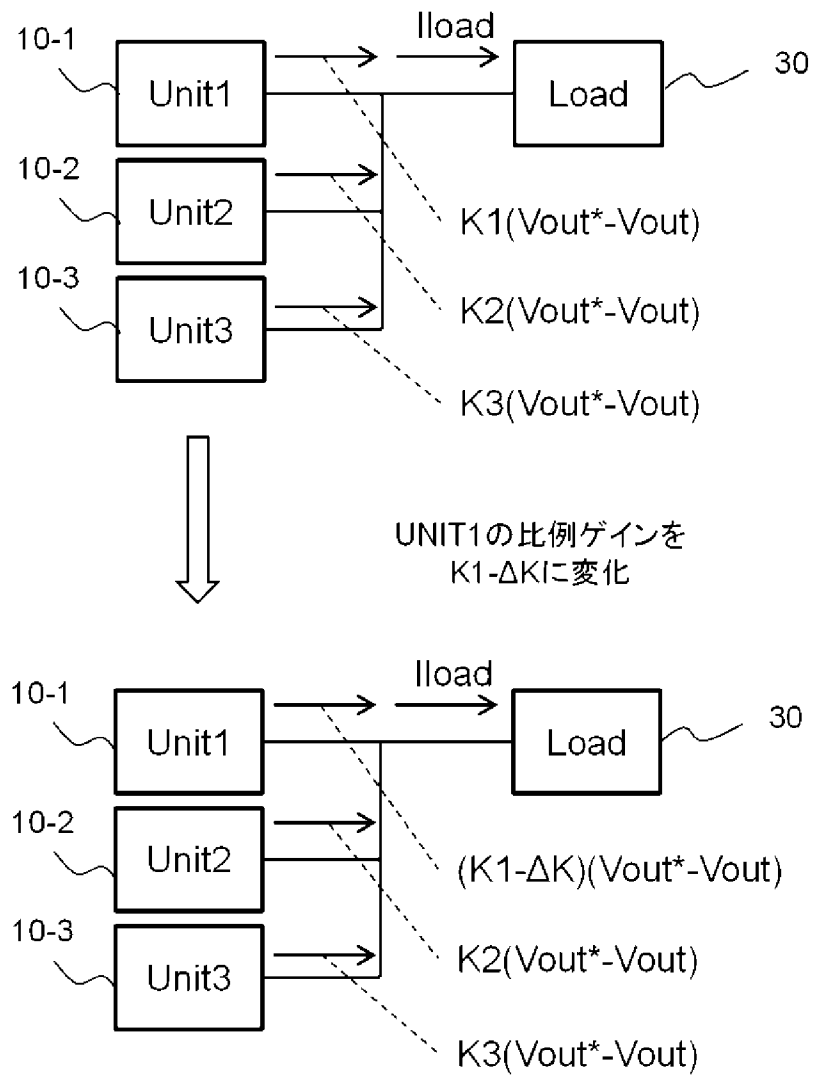 10-1
Unit1
Iload
Load
30
10-2
Unit2
K1(Vout*-Vout)
10-3
Unit3
K2(Vout*-Vout)
K3(Vout*-Vout)
UNIT1の比例ゲインを
K1-ΔKに変化
10-1
Unit1
Iload
Load
30
10-2
Unit2
(K1-ΔK)(Vout*-Vout)
10-3
Unit3
K2(Vout*-Vout)
K3(Vout*-Vout)